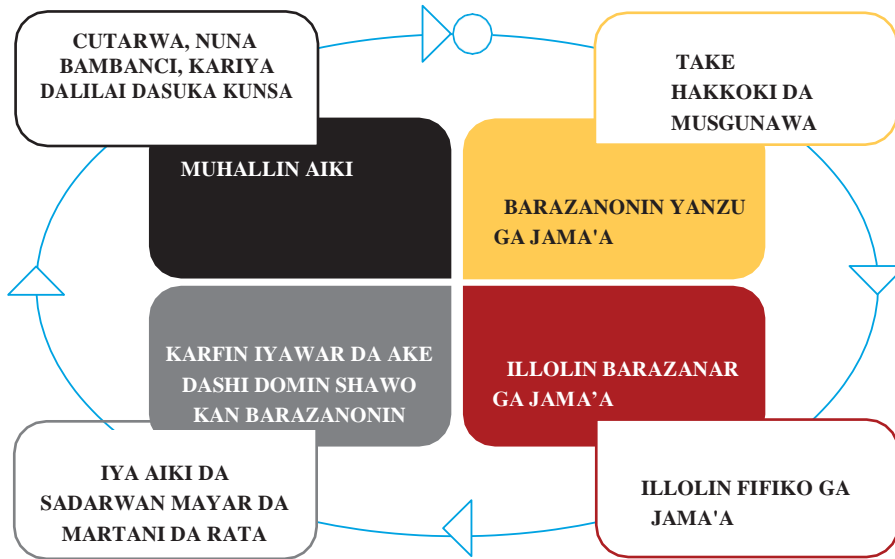 CUTARWA, NUNA
BAMBANCI, KARIYA
DALILAI DASUKA KUNSA
TAKE
HAKKOKI DA
MUSGUNAWA
MUHALLIN AIKI
BARAZANONIN YANZU
GA JAMA'A
KARFIN IYAWAR DA AKE
DASHI DOMIN SHAWO
KAN BARAZANONIN
ILLOLIN BARAZANAR
GA JAMA’A
IYA AIKI DA
SADARWAN MAYAR DA
MARTANI DA RATA
ILLOLIN FIFIKO GA
JAMA'A